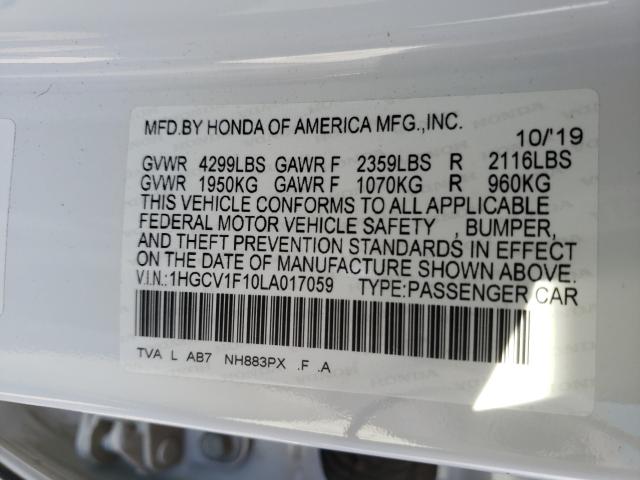 MFD.BY HONDA OF AMERICA MFG.,INC. 10/'19
GVWR 4299LBS GAWR F 2359LBS R 2116LBS
GVWR 1950KG GAWR F 1070KG R 960KG
THIS VEHICLE CONFORMS TO ALL APPLICABLE
FEDERAL MOTOR VEHICLE SAFETY , BUMPER,
AND THEFT PREVENTION STANDARDS IN EFFECT
ON THE DATE OF MANUFACTURE SHOWN ABOVE.
V.I.N.:1HGCV1F10LA017059 TYPE:PASSENGER CAR
TVA L AB7 NH883PX .F .A